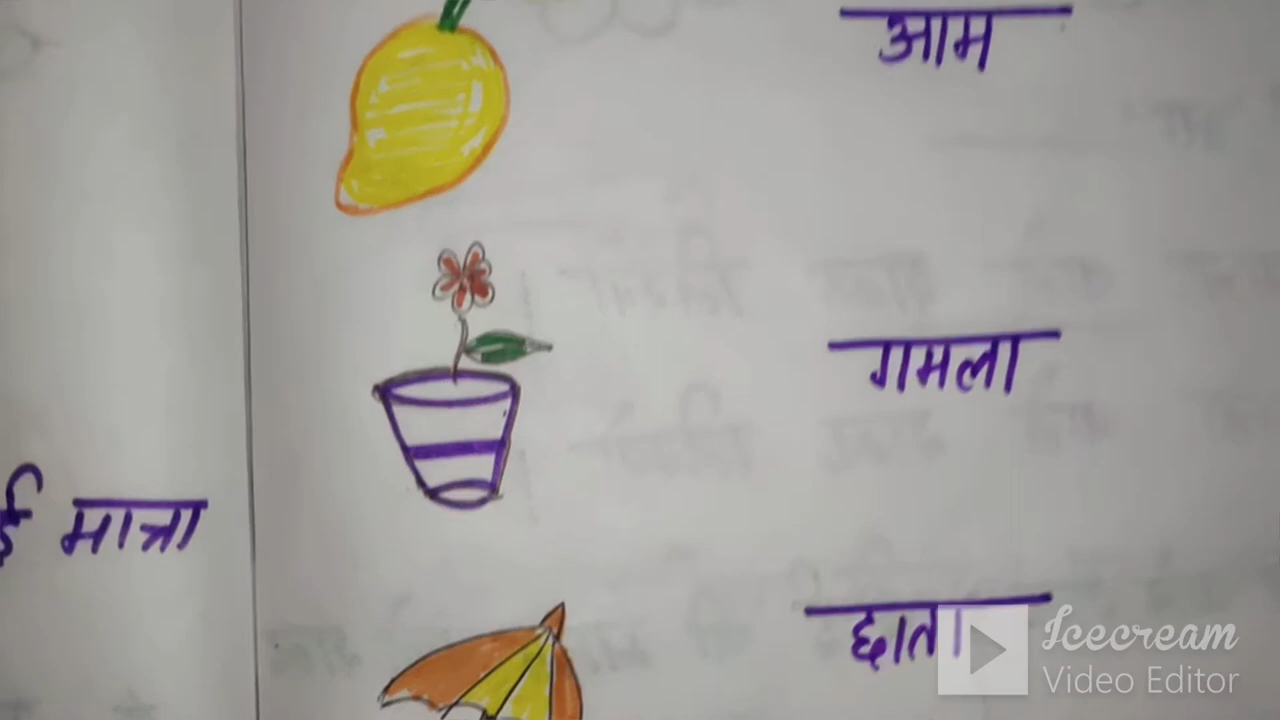 आम
गमला
ई मात्रा
छाता
Icecream
Video Editor